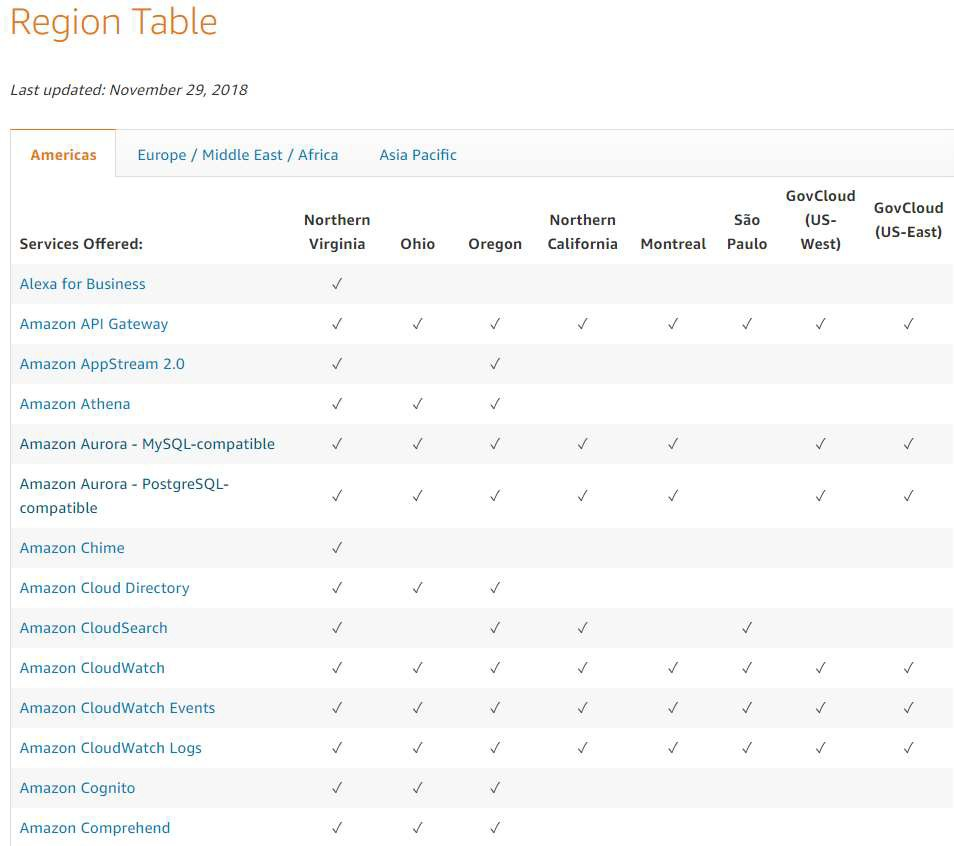 Region Table
Last updated: November 29, 2018
Americas Europe / Middle East / Africa Asia Pacific
Services Offered: Northern Virginia Ohio Oregon Northern California Montreal São Paulo GovCloud (US-West) GovCloud (US-East)
Alexa for Business ✓
Amazon API Gateway ✓ ✓ ✓ ✓ ✓ ✓ ✓ ✓
Amazon AppStream 2.0 ✓ ✓
Amazon Athena ✓ ✓ ✓
Amazon Aurora - MySQL-compatible ✓ ✓ ✓ ✓ ✓ ✓ ✓
Amazon Aurora - PostgreSQL-
compatible ✓ ✓ ✓ ✓ ✓ ✓ ✓
Amazon Chime ✓
Amazon Cloud Directory ✓ ✓ ✓
Amazon CloudSearch ✓ ✓ ✓ ✓
Amazon CloudWatch ✓ ✓ ✓ ✓ ✓ ✓ ✓ ✓
Amazon CloudWatch Events ✓ ✓ ✓ ✓ ✓ ✓ ✓ ✓
Amazon CloudWatch Logs ✓ ✓ ✓ ✓ ✓ ✓ ✓ ✓
Amazon Cognito ✓ ✓ ✓
Amazon Comprehend ✓ ✓ ✓